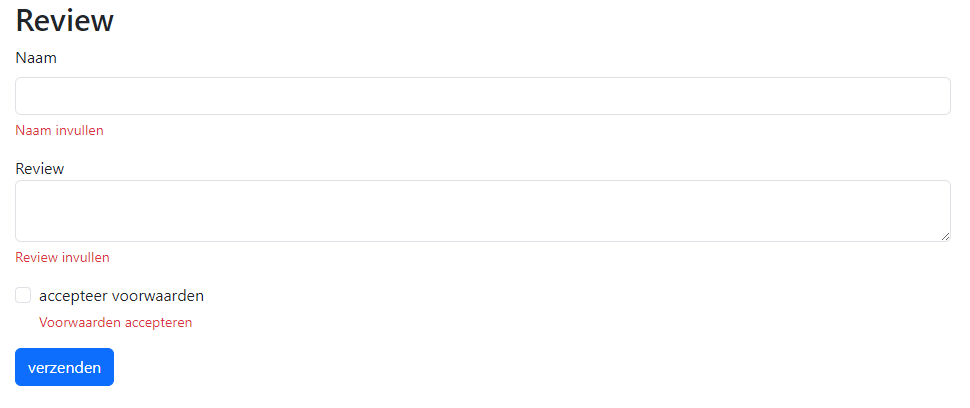 Review
Naam
Naam invullen
Review
Review invullen
accepteer voorwaarden
Voorwaarden accepteren
verzenden